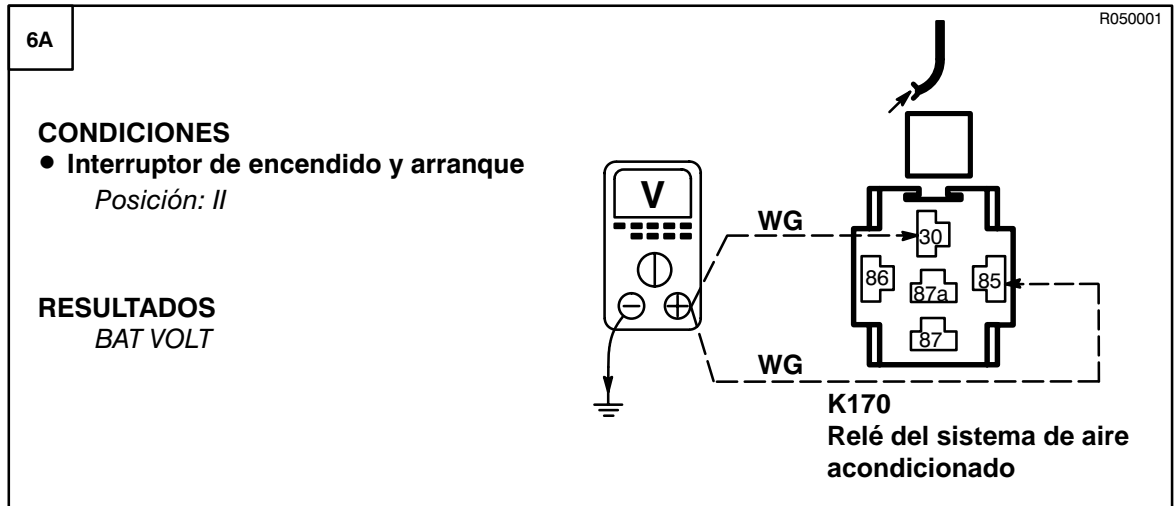 R050001
6A
CONDICIONES
● Interruptor de encendido y arranque
Posición: II
RESULTADOS
BAT VOLT
V
WG
30
86
87a
85
87
WG
K170
Relé del sistema de aire
acondicionado